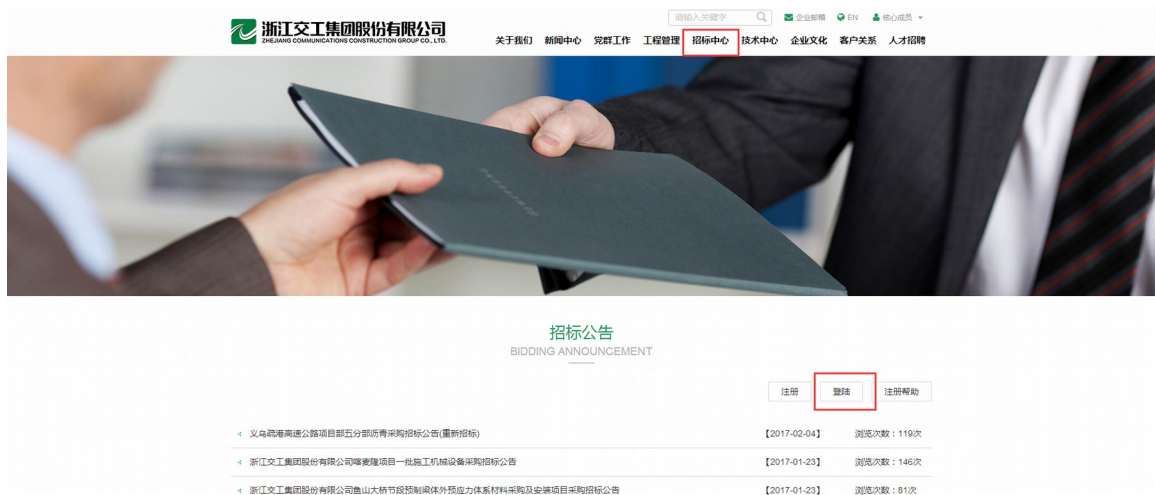 请输入关键字 企业邮箱 EN 核心成员
浙江交工集团股份有限公司
ZHEJIANG COMMUNICATIONS CONSTRUCTION GROUP CO., LTD.
关于我们 新闻中心 党群工作 工程管理 招标中心 技术中心 企业文化 客户关系 人才招聘
招标公告
BIDDING ANNOUNCEMENT
注册 登陆 注册帮助
义乌疏港高速公路项目部五分部沥青采购招标公告(重新招标) 【2017-02-04】 浏览次数：119次
浙江交工集团股份有限公司喀麦隆项目一批施工机械设备采购招标公告 【2017-01-23】 浏览次数：146次
浙江交工集团股份有限公司鱼山大桥节段预制梁体外预应力体系材料采购及安装项目采购招标公告 【2017-01-23】 浏览次数：81次